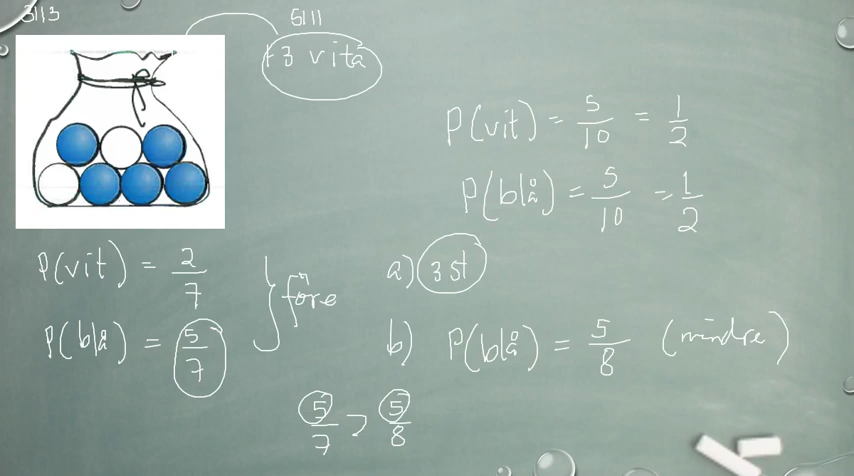 3113
5111
+3 vita
P(vit) = 5/10 = 1/2
P(blå) = 5/10 = 1/2
P(vit) = 2/7
P(blå) = 5/7
} före
a) 3 st
b) P(blå) = 5/8 (mindre)
5/7 > 5/8